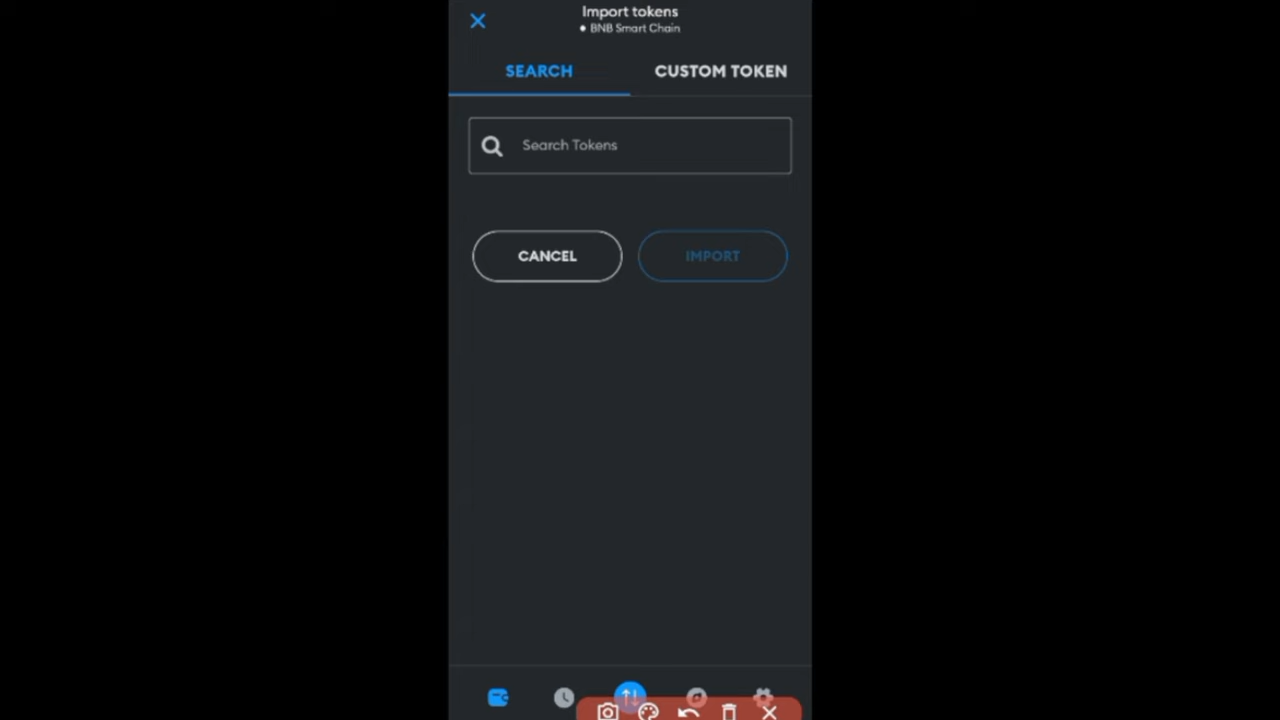 Import tokens
BNB Smart Chain
SEARCH
CUSTOM TOKEN
Search Tokens
CANCEL
IMPORT